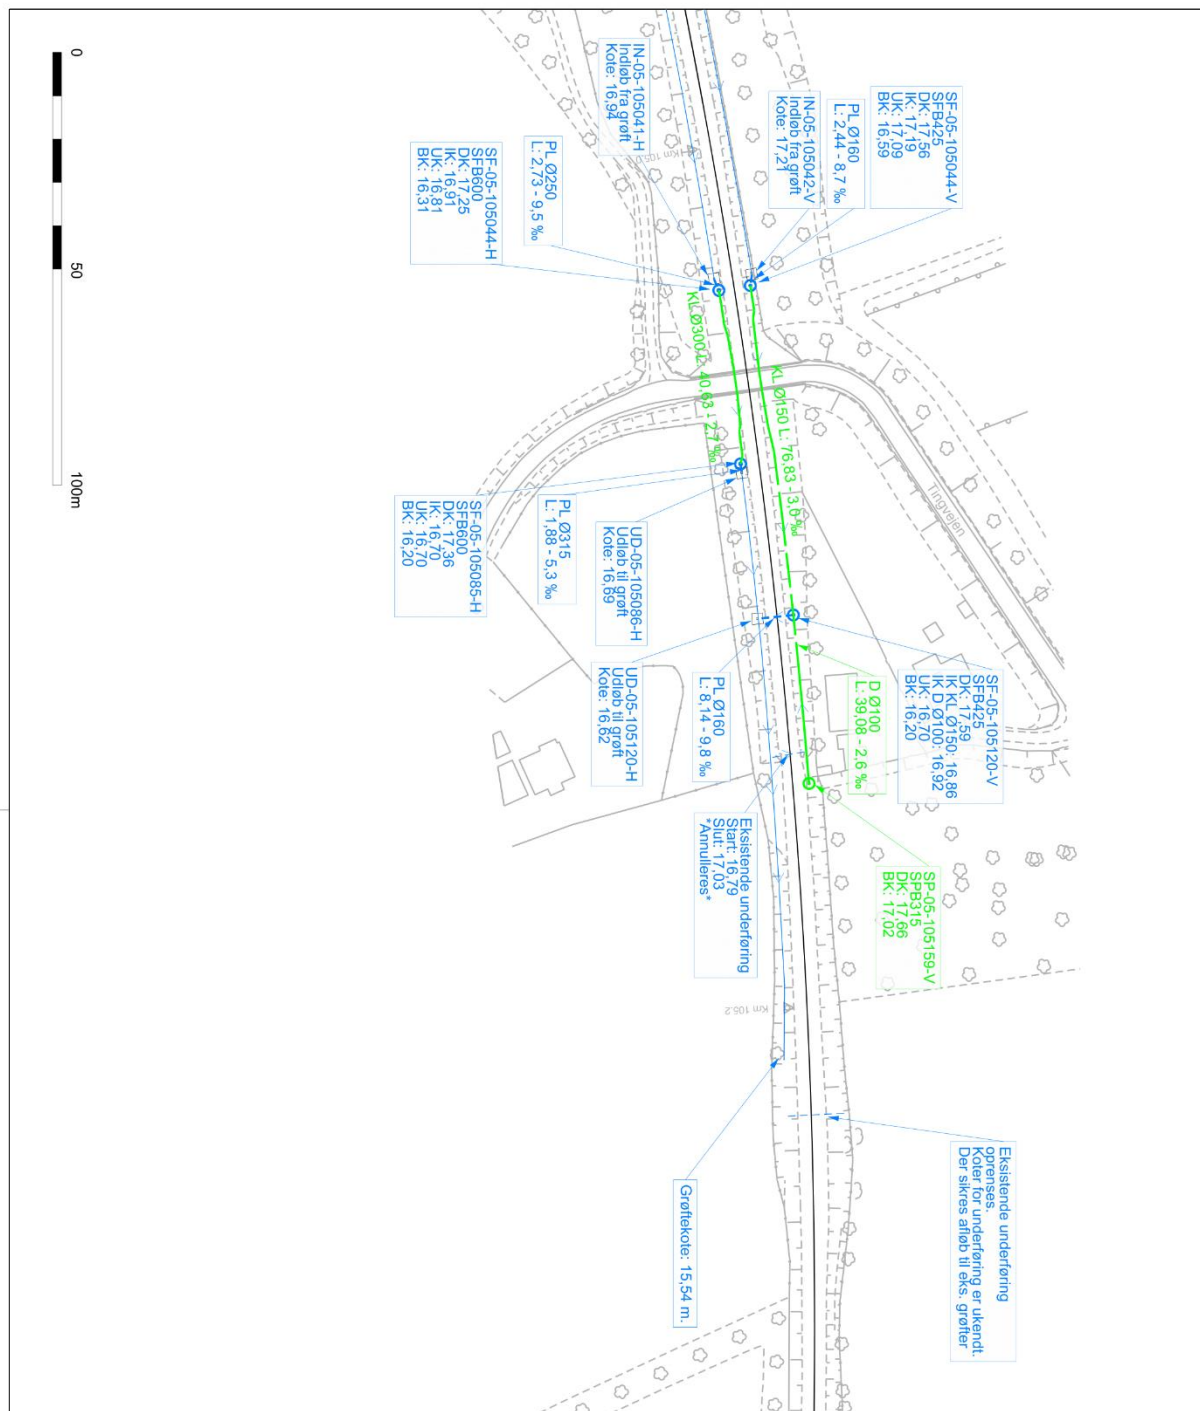 0
50
100m
SF-05-105044-V
SFB425
DK: 17,56
IK: 17,19
UK: 17,09
BK: 16,59
PL Ø160
L: 2,44 - 8,7 ‰
IN-05-105042-V
Indløb fra grøft
Kote: 17,21
IN-05-105041-H
Indløb fra grøft
Kote: 16,94
PL Ø250
L: 2,73 - 9,5 ‰
SF-05-105044-H
SFB600
DK: 17,25
IK: 16,91
UK: 16,81
BK: 16,31
KL Ø300 L: 40,63 - 2,7 ‰
KL Ø150 L: 76,83 - 3,0 ‰
Tingvejen
SF-05-105085-H
SFB600
DK: 17,36
IK: 16,70
UK: 16,70
BK: 16,20
PL Ø315
L: 1,88 - 5,3 ‰
UD-05-105086-H
Udløb til grøft
Kote: 16,69
UD-05-105120-H
Udløb til grøft
Kote: 16,62
PL Ø160
L: 8,14 - 9,8 ‰
D Ø100
L: 39,08 - 2,6 ‰
SF-05-105120-V
SFB425
DK: 17,59
IK KL Ø150: 16,86
IK D Ø100: 16,92
UK: 16,70
BK: 16,20
Eksistende underføring
Start: 16,79
Slut: 17,03
*Annulleres*
SP-05-105159-V
SPB315
DK: 17,66
BK: 17,02
Km 105.2
Grøftekote: 15,54 m.
Eksistende underføring
oprenses.
Koter for underføring er ukendt.
Der sikres afløb til eks. grøfter